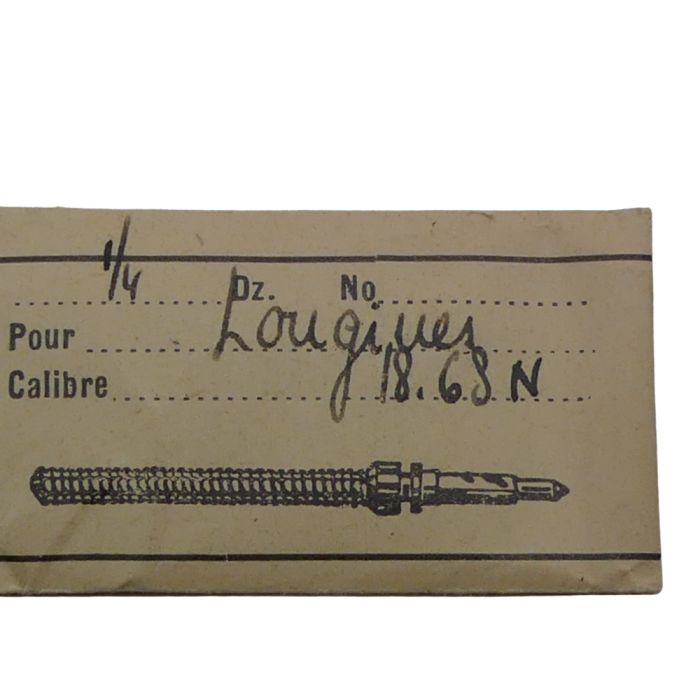 1/4 Dz. No
Pour Longines
Calibre 18.68 N